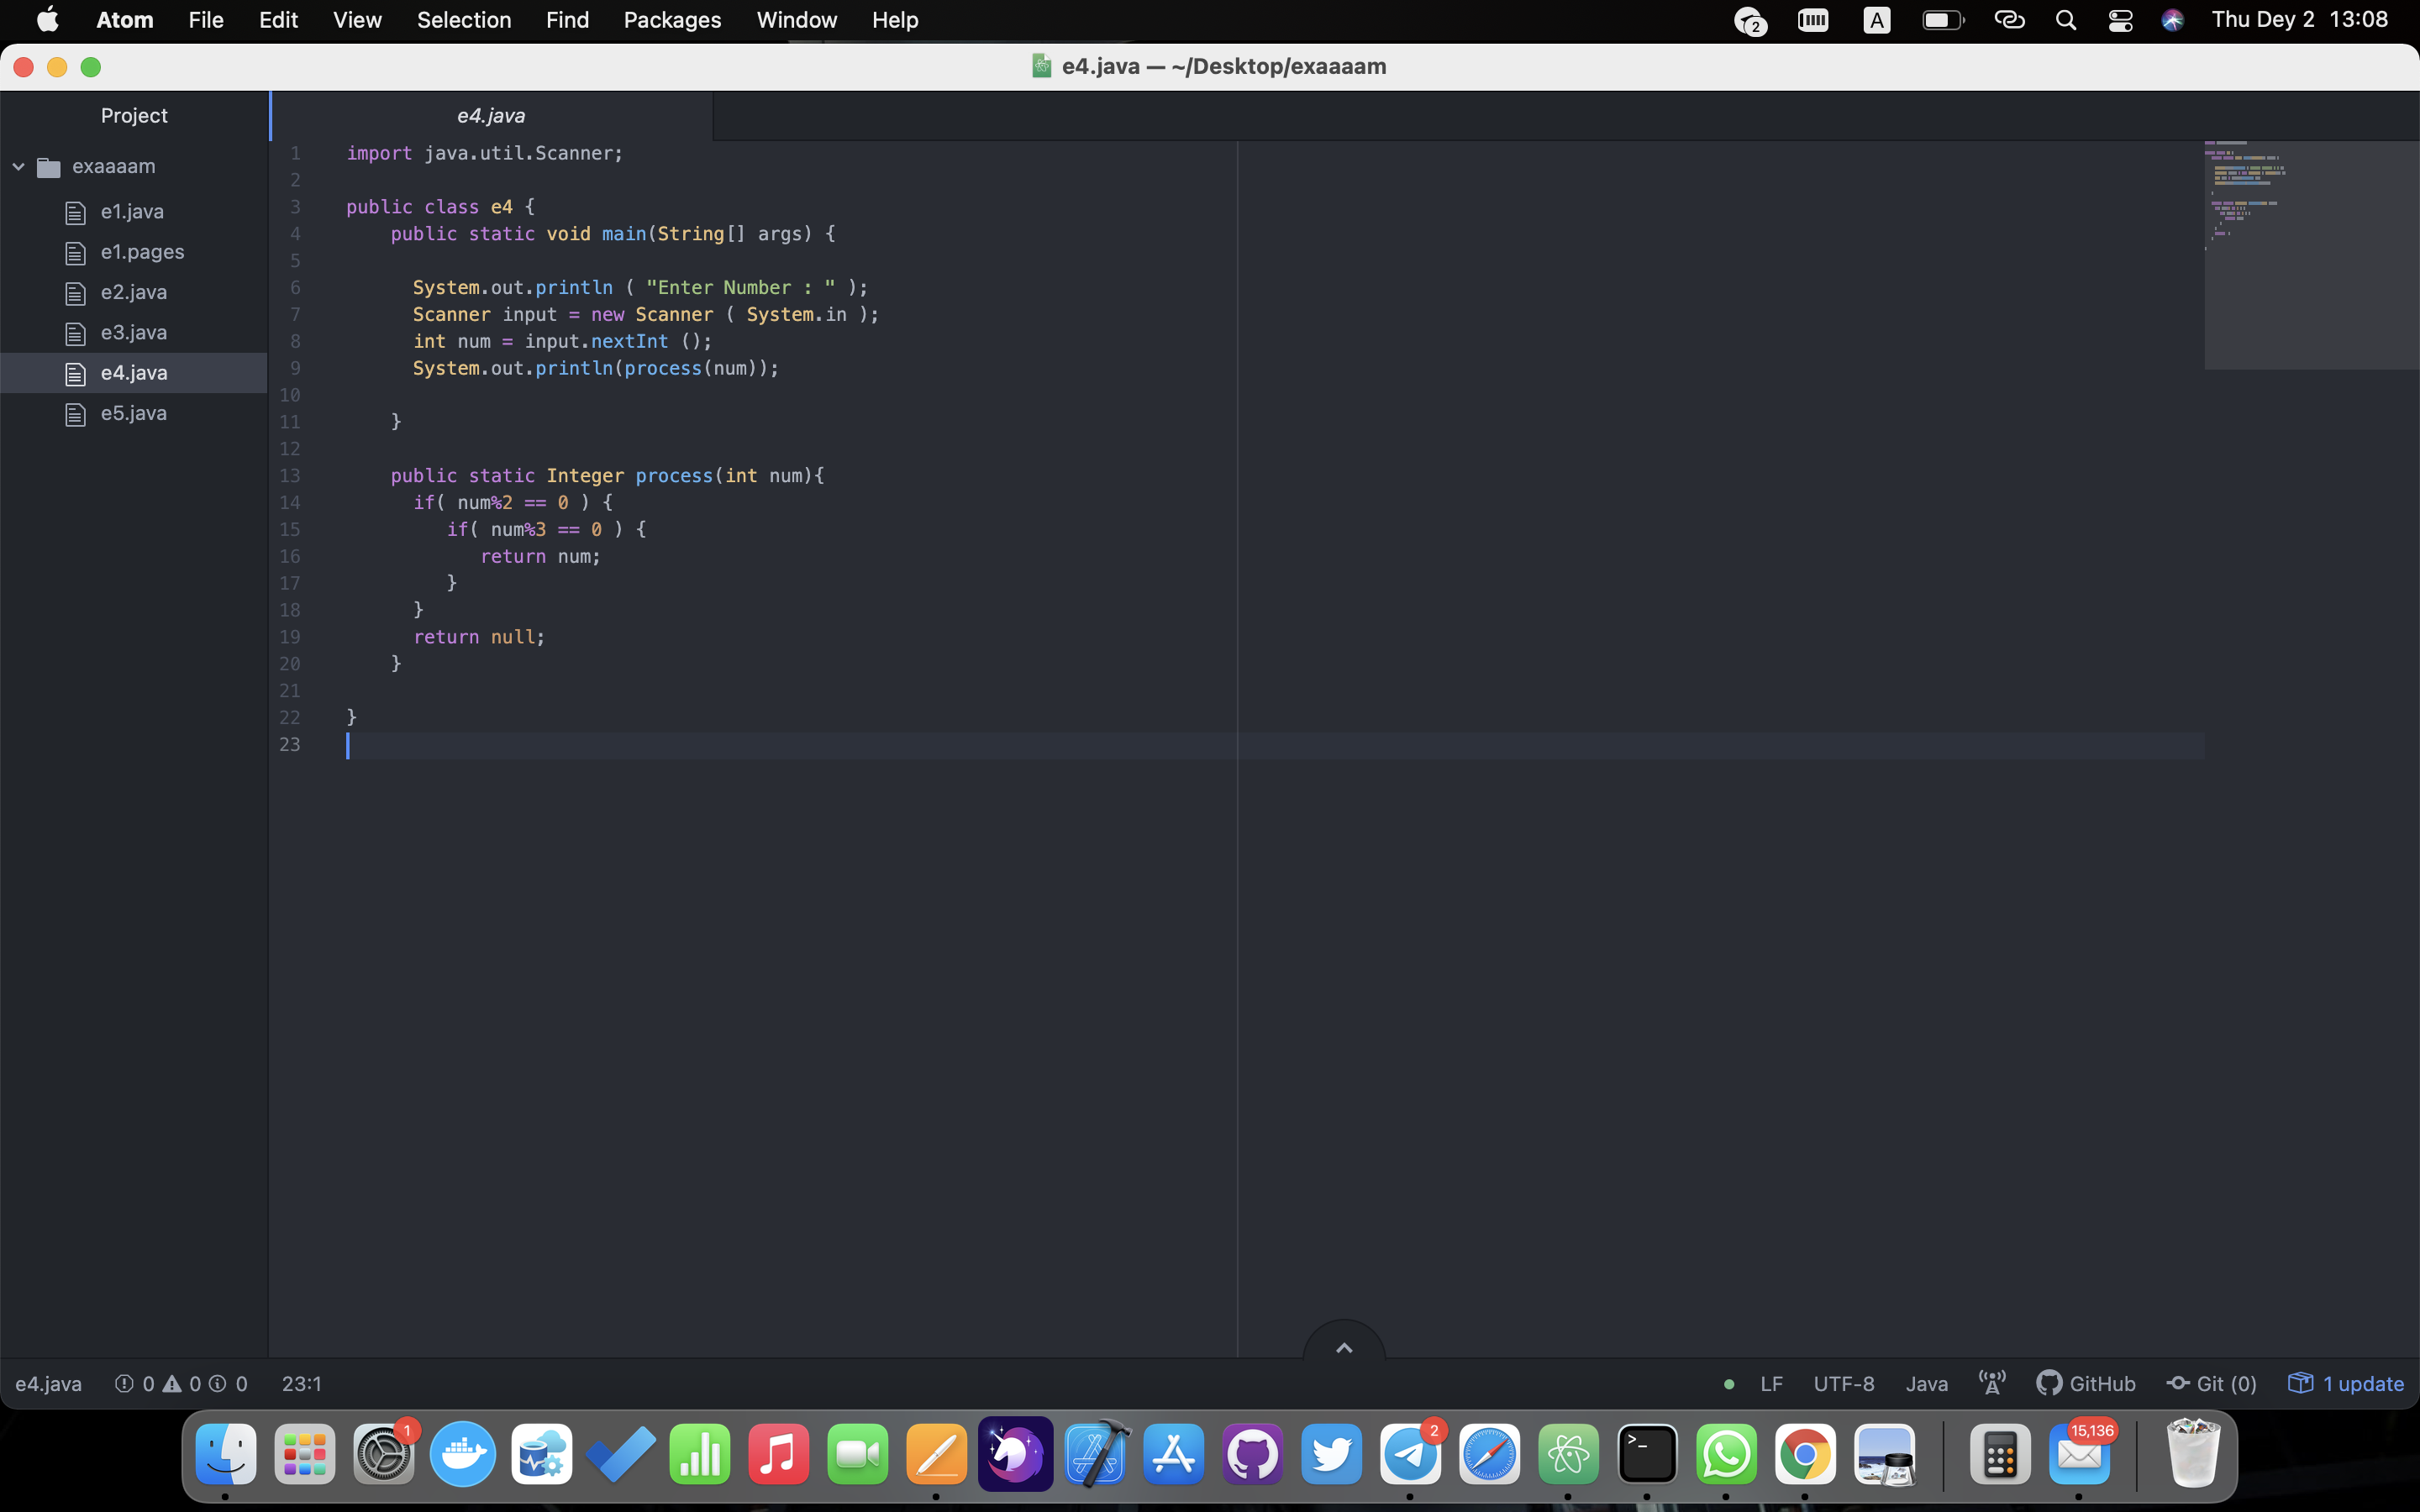 Atom File Edit View Selection Find Packages Window Help 2 A Thu Dey 2 13:08
e4.java — ~/Desktop/exaaaam
Project
exaaaam
e1.java
e1.pages
e2.java
e3.java
e4.java
e5.java
e4.java
1 import java.util.Scanner;
2
3 public class e4 {
4 public static void main(String[] args) {
5
6 System.out.println ( "Enter Number : " );
7 Scanner input = new Scanner ( System.in );
8 int num = input.nextInt ();
9 System.out.println(process(num));
10
11 }
12
13 public static Integer process(int num){
14 if( num%2 == 0 ) {
15 if( num%3 == 0 ) {
16 return num;
17 }
18 }
19 return null;
20 }
21
22 }
23
e4.java 0 0 0 23:1 LF UTF-8 Java GitHub Git (0) 1 update
1 2 >_ 15,136